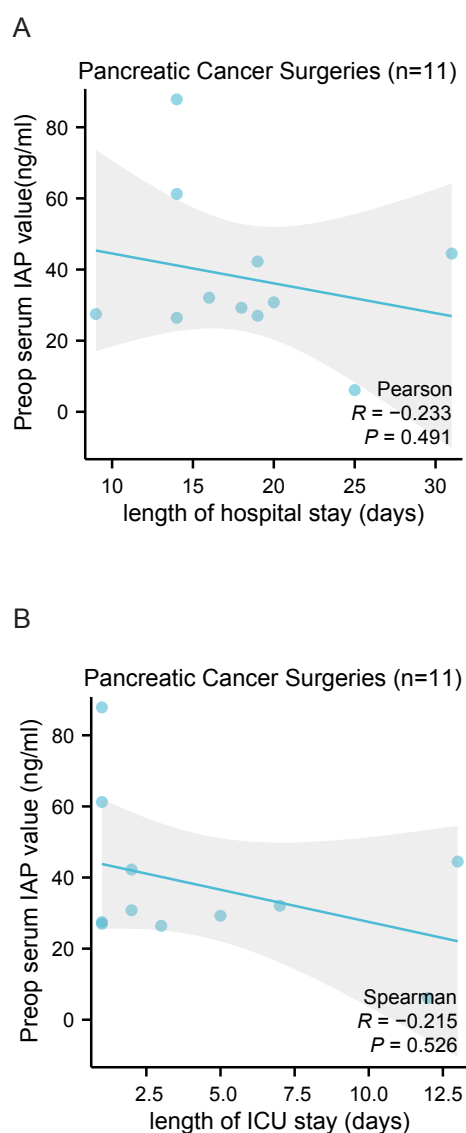 A
Pancreatic Cancer Surgeries (n=11)
Preop serum IAP value(ng/ml)
80
60
40
20
0
Pearson
R = −0.233
P = 0.491
10 15 20 25 30
length of hospital stay (days)
B
Pancreatic Cancer Surgeries (n=11)
Preop serum IAP value (ng/ml)
80
60
40
20
0
Spearman
R = −0.215
P = 0.526
2.5 5.0 7.5 10.0 12.5
length of ICU stay (days)